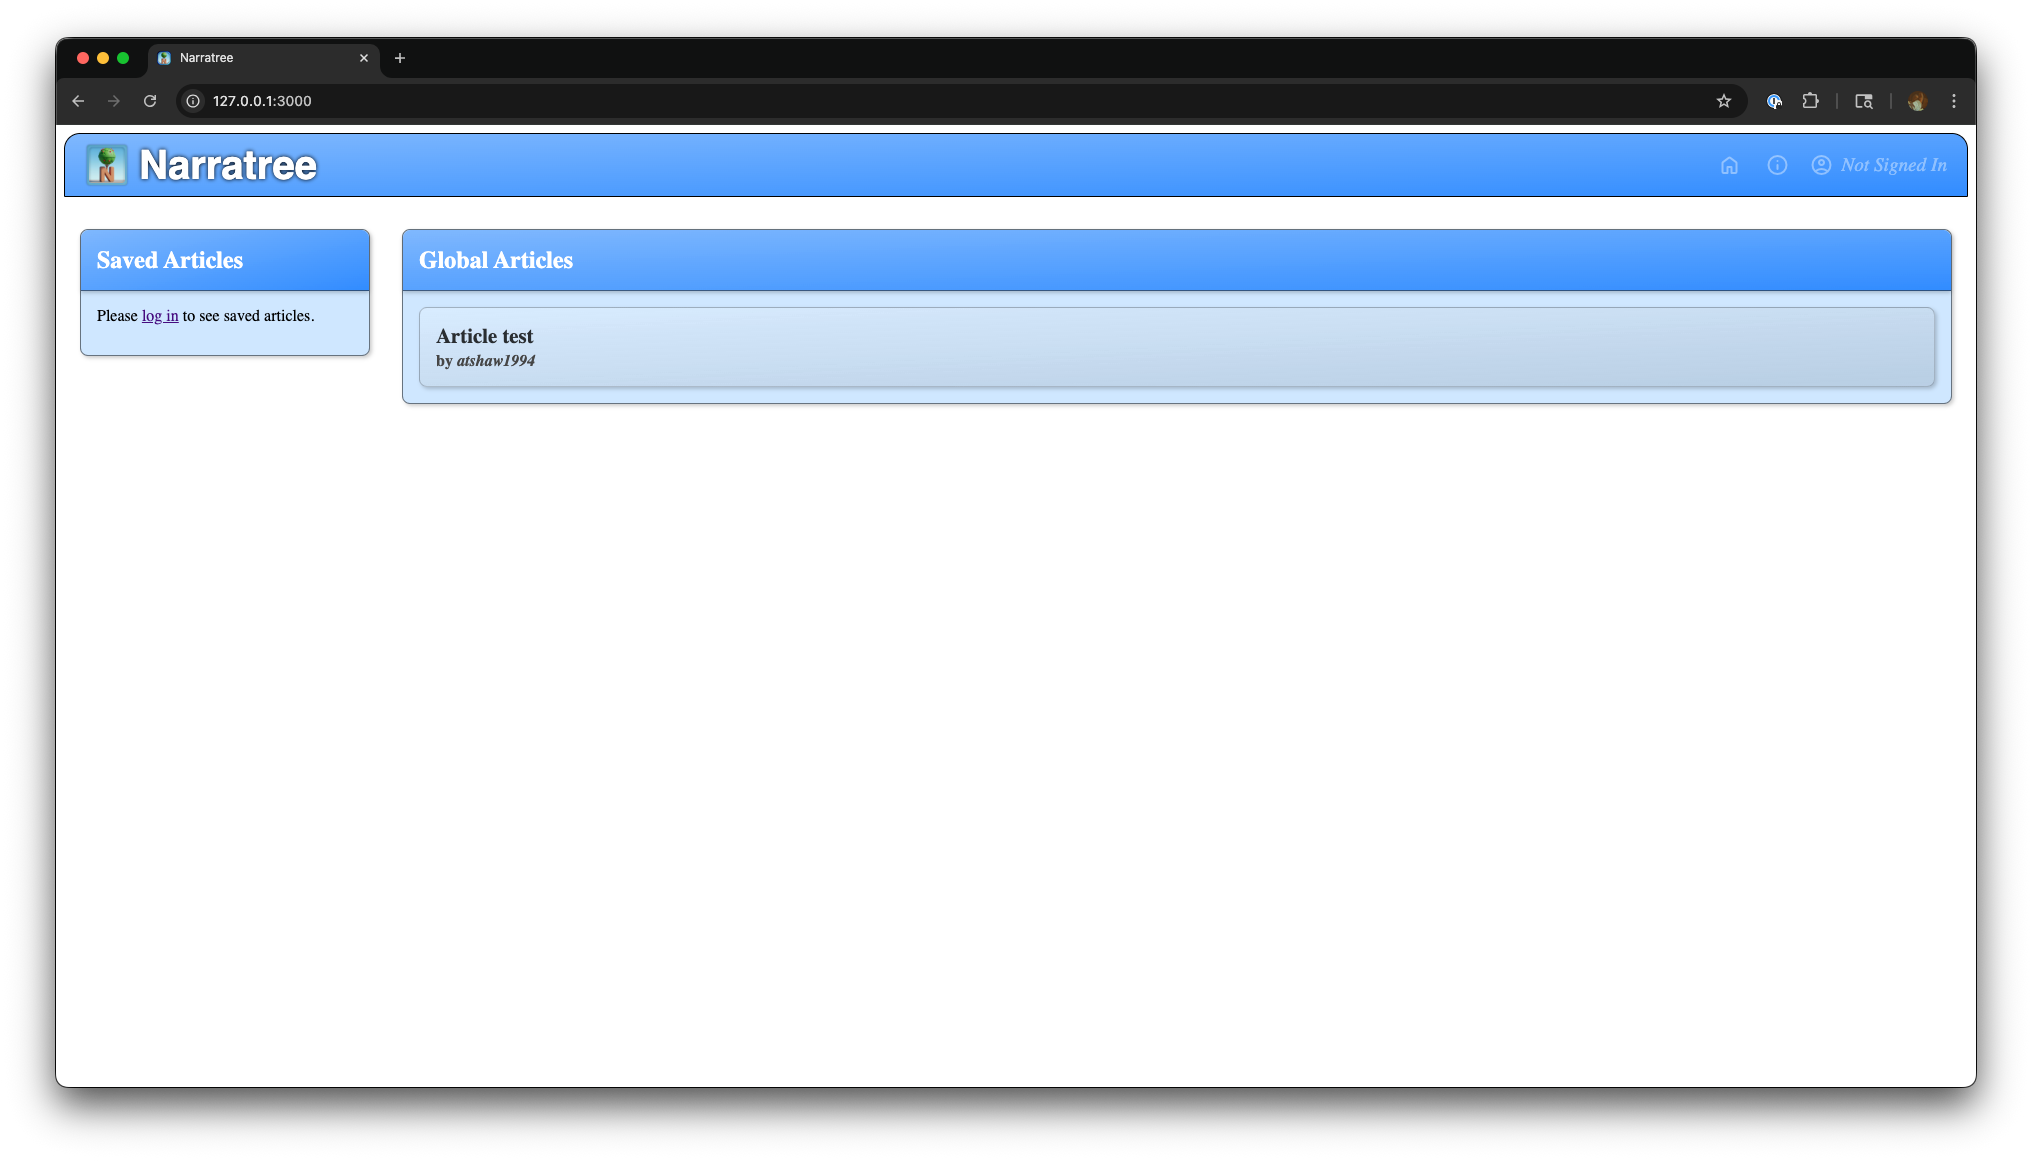 Narratree
127.0.0.1:3000
Narratree
Not Signed In
Saved Articles
Please log in to see saved articles.
Global Articles
Article test
by atshaw1994